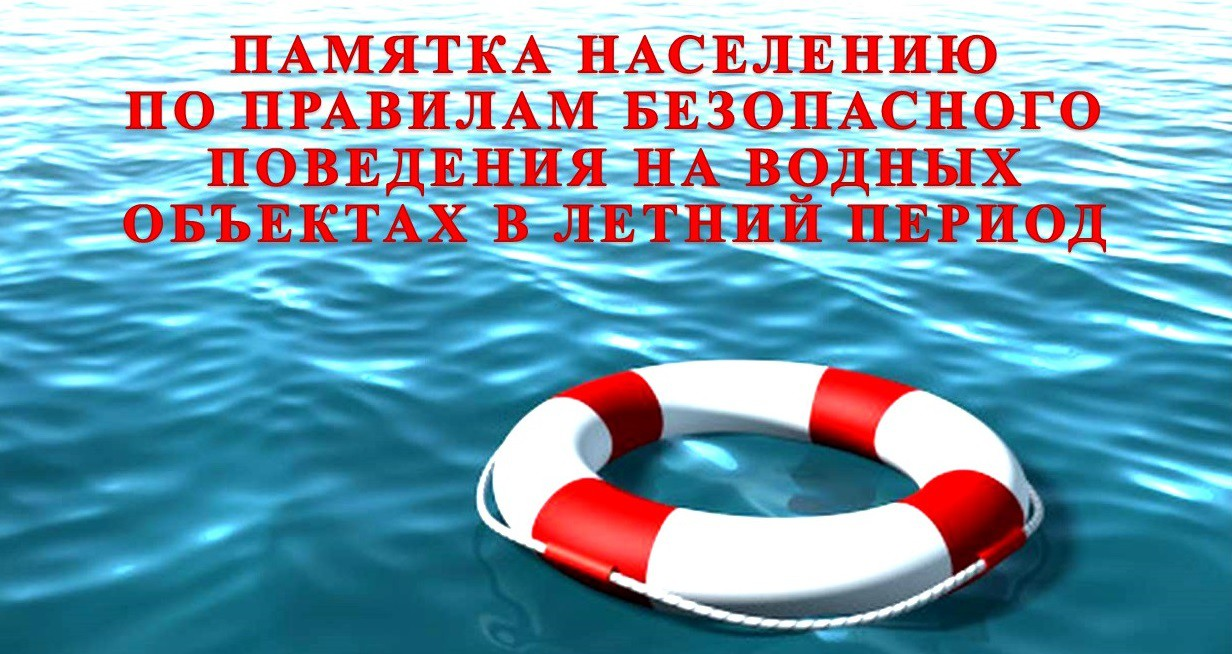 ПАМЯТКА НАСЕЛЕНИЮ
ПО ПРАВИЛАМ БЕЗОПАСНОГО
ПОВЕДЕНИЯ НА ВОДНЫХ
ОБЪЕКТАХ В ЛЕТНИЙ ПЕРИОД